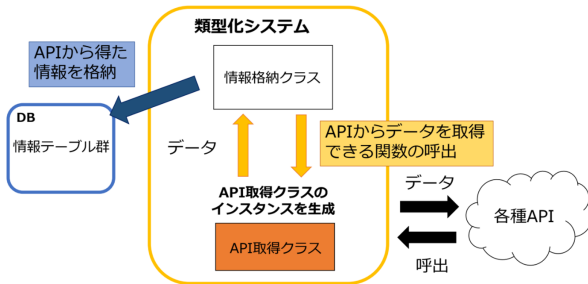 類型化システム
APIから得た
情報を格納
情報格納クラス
DB
情報テーブル群
データ
APIからデータを取得
できる関数の呼出
API取得クラスの
インスタンスを生成
API取得クラス
データ
各種API
呼出